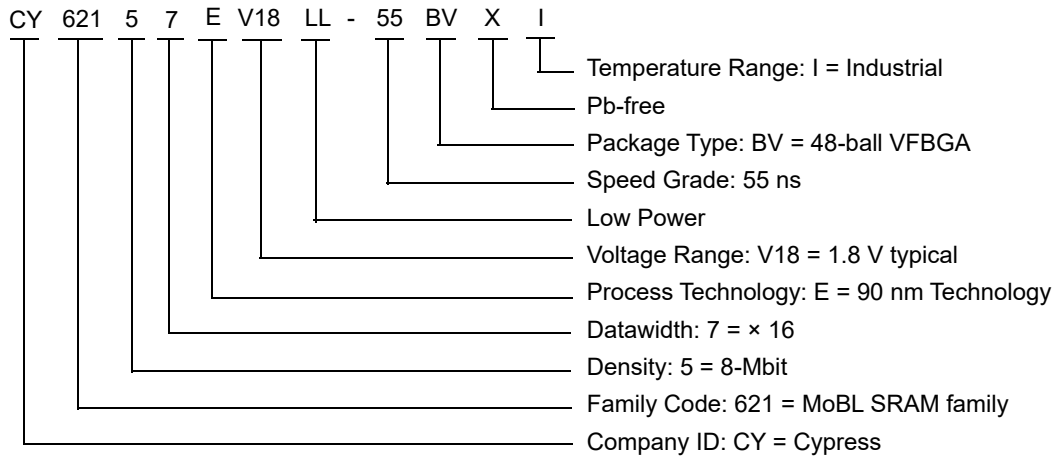 CY 621 5 7 E V18 LL - 55 BV X I
Temperature Range: I = Industrial
Pb-free
Package Type: BV = 48-ball VFBGA
Speed Grade: 55 ns
Low Power
Voltage Range: V18 = 1.8 V typical
Process Technology: E = 90 nm Technology
Datawidth: 7 = × 16
Density: 5 = 8-Mbit
Family Code: 621 = MoBL SRAM family
Company ID: CY = Cypress